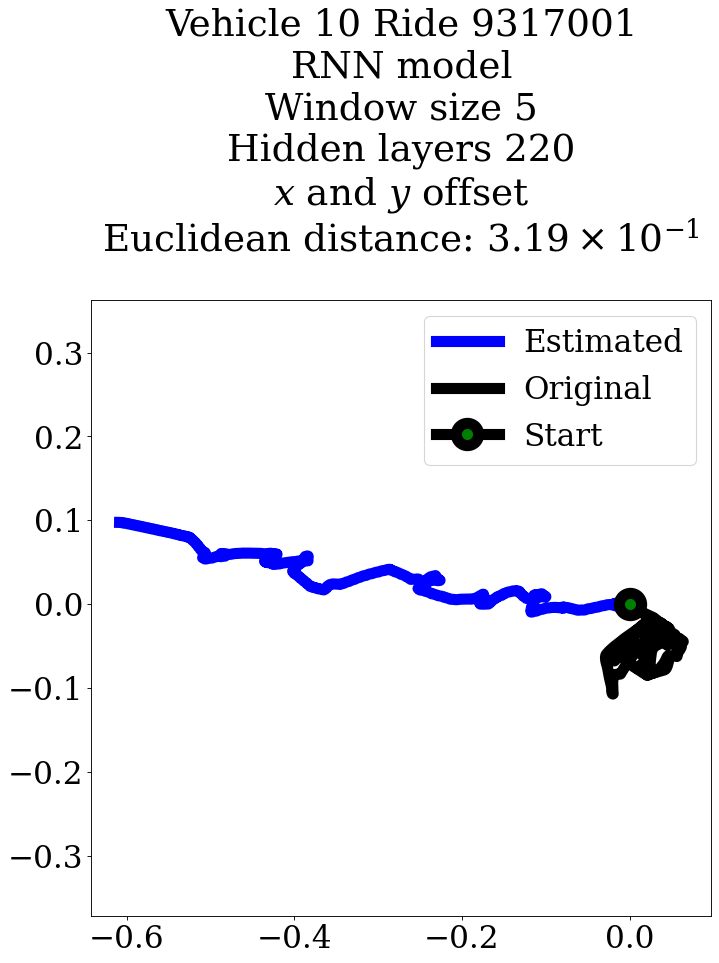 Vehicle 10 Ride 9317001
RNN model
Window size 5
Hidden layers 220
x and y offset
Euclidean distance: 3.19 × 10⁻¹
Estimated
Original
Start
0.3
0.2
0.1
0.0
−0.1
−0.2
−0.3
−0.6 −0.4 −0.2 0.0